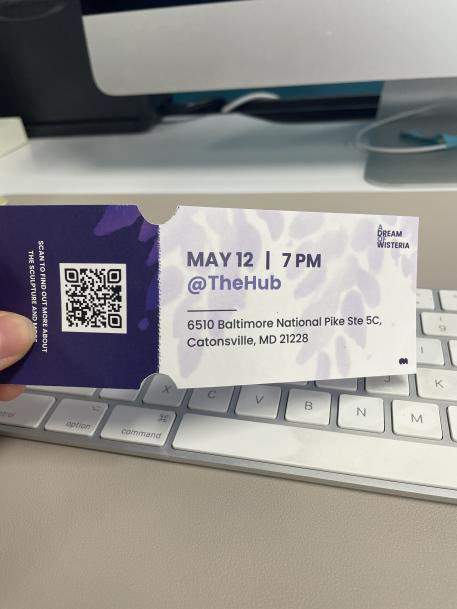 SCAN TO FIND OUT MORE ABOUT
THE SCULPTURE AND
MAY 12 | 7 PM
@TheHub
6510 Baltimore National Pike Ste 5C,
Catonsville, MD 21228
A
DREAM
OF
WISTERIA
control
option
command
X
C
V
B
N
M
J
K
I
9